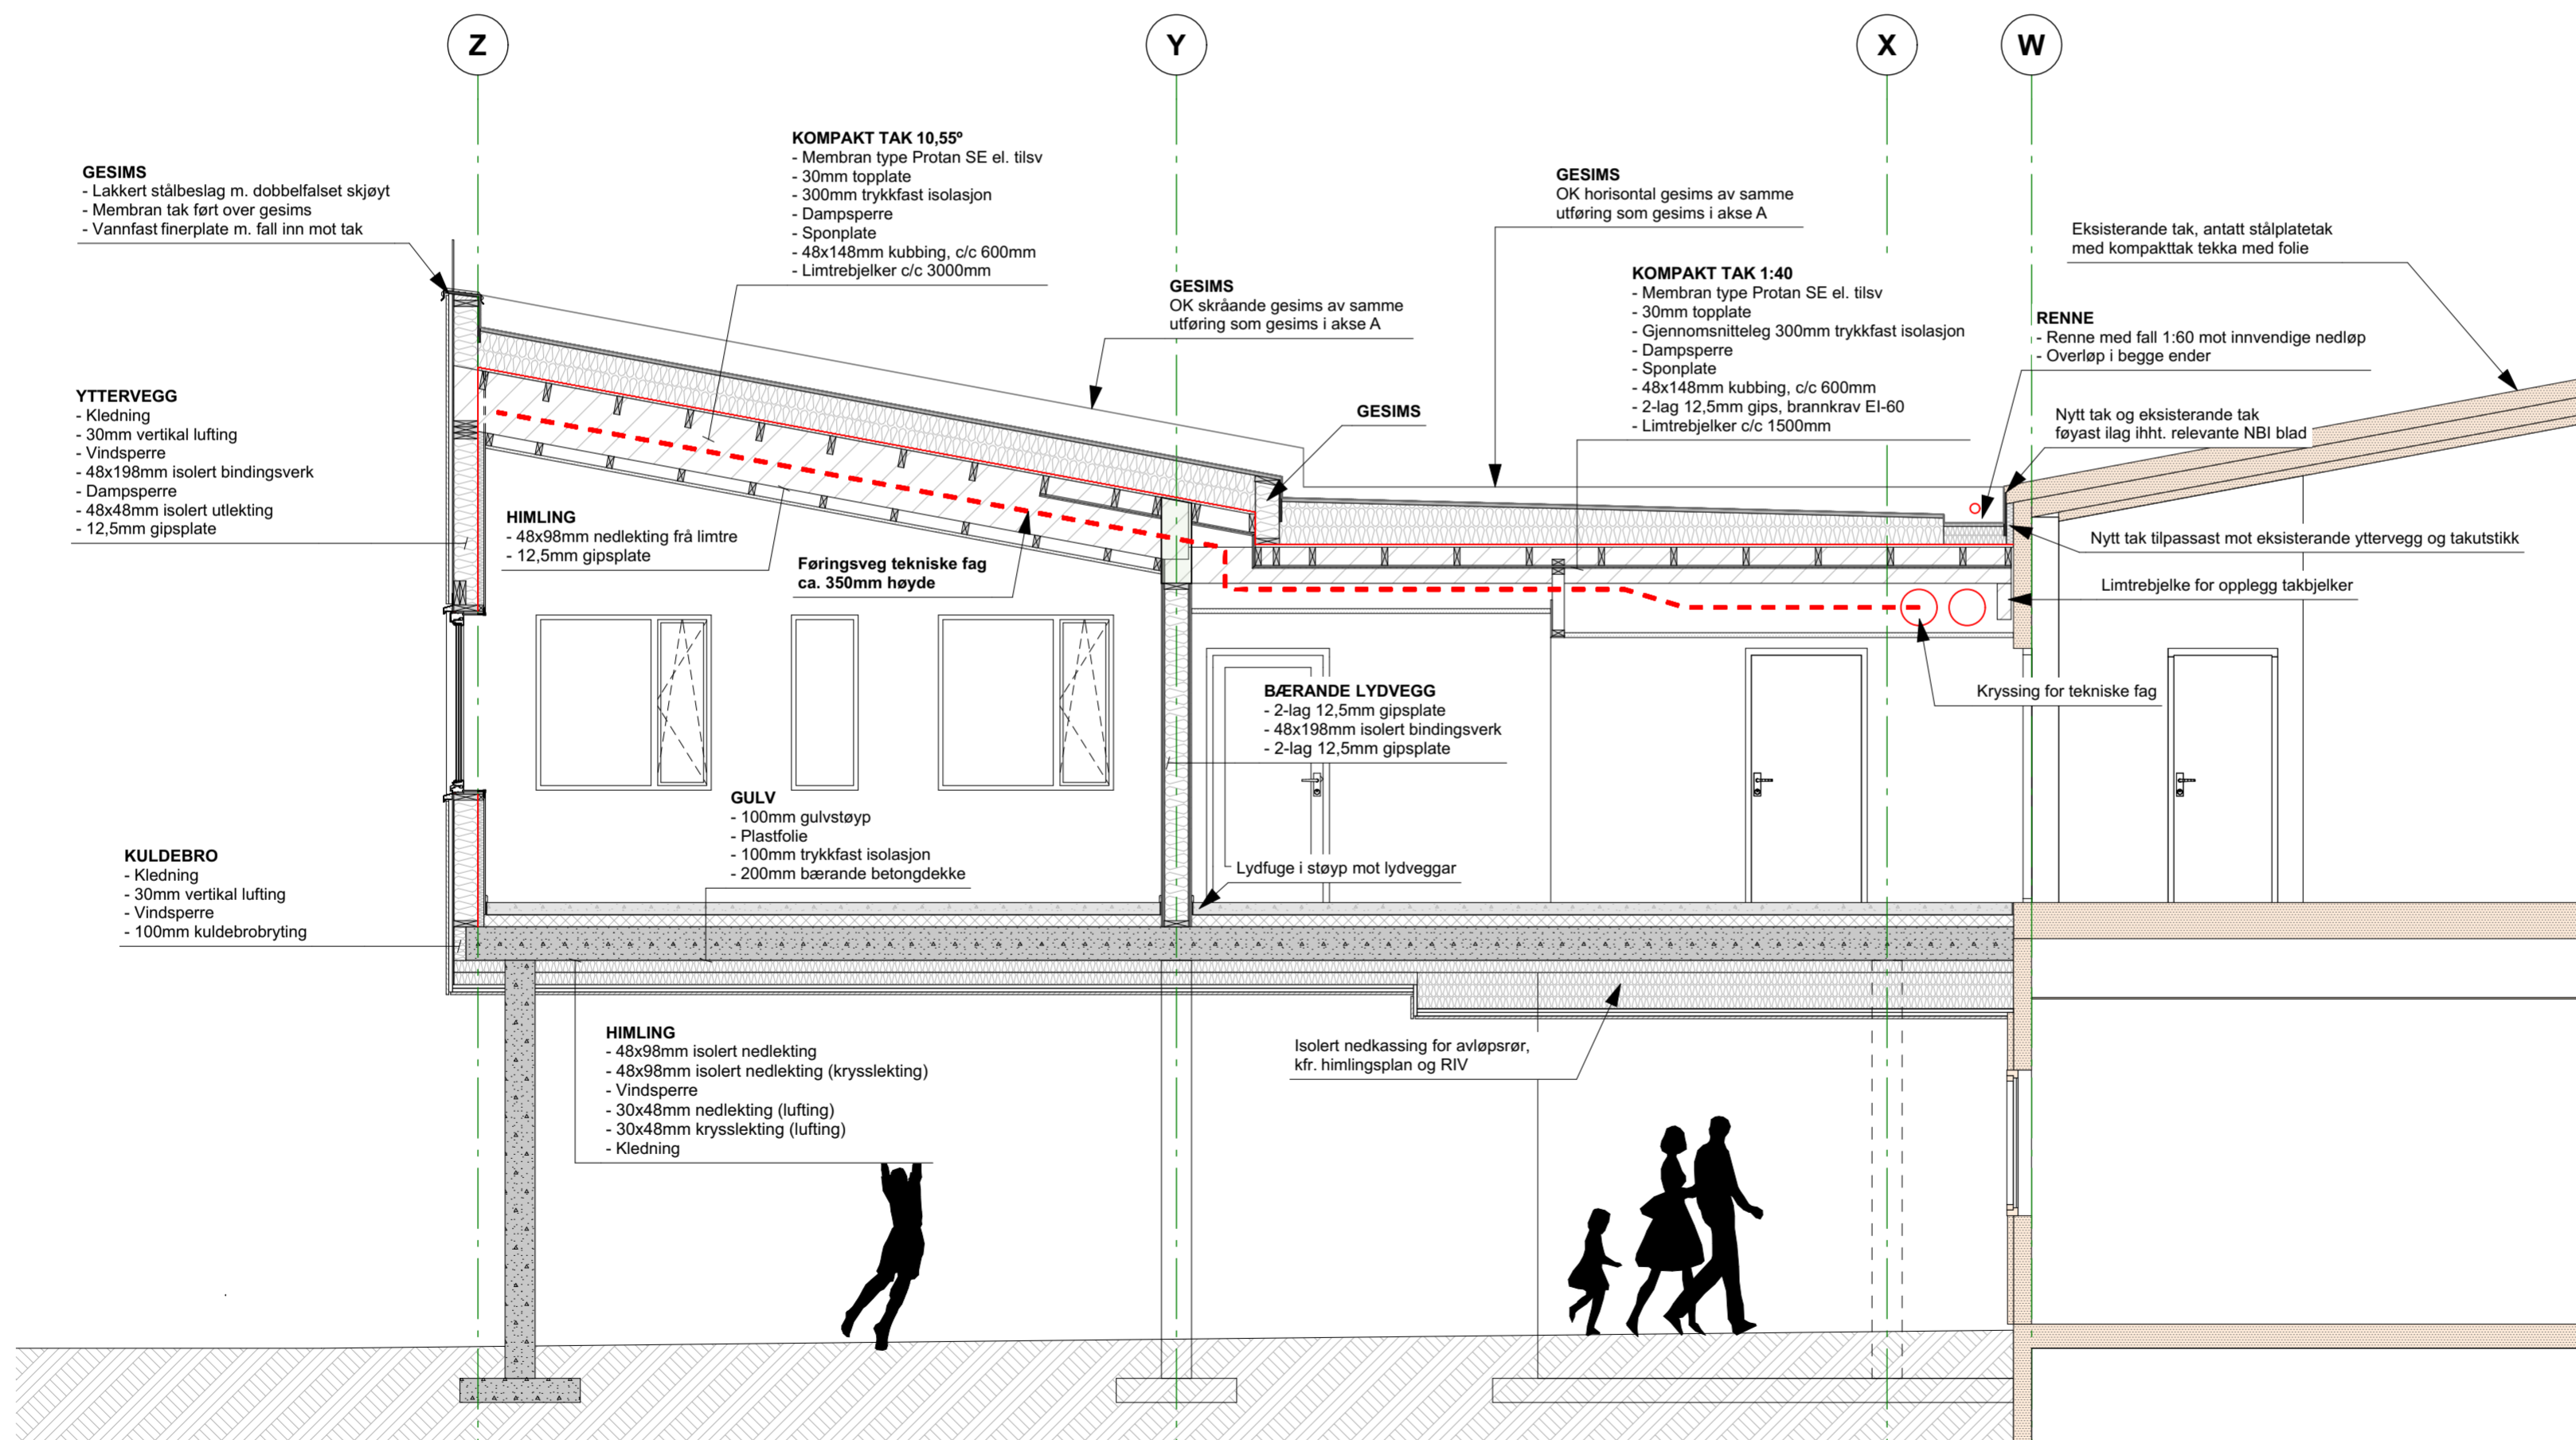 Z
Y
X
W
GESIMS
- Lakkert stålbeslag m. dobbelfalset skjøyt
- Membran tak ført over gesims
- Vannfast finerplate m. fall inn mot tak
KOMPAKT TAK 10,55º
- Membran type Protan SE el. tilsv
- 30mm topplate
- 300mm trykkfast isolasjon
- Dampsperre
- Sponplate
- 48x148mm kubbing, c/c 600mm
- Limtrebjelker c/c 3000mm
GESIMS
OK skråande gesims av samme
utføring som gesims i akse A
GESIMS
OK horisontal gesims av samme
utføring som gesims i akse A
KOMPAKT TAK 1:40
- Membran type Protan SE el. tilsv
- 30mm topplate
- Gjennomsnitteleg 300mm trykkfast isolasjon
- Dampsperre
- Sponplate
- 48x148mm kubbing, c/c 600mm
- 2-lag 12,5mm gips, brannkrav EI-60
- Limtrebjelker c/c 1500mm
Eksisterande tak, antatt stålplatetak
med kompakttak tekka med folie
RENNE
- Renne med fall 1:60 mot innvendige nedløp
- Overløp i begge ender
Nytt tak og eksisterande tak
føyast ilag ihht. relevante NBI blad
GESIMS
YTTERVEGG
- Kledning
- 30mm vertikal lufting
- Vindsperre
- 48x198mm isolert bindingsverk
- Dampsperre
- 48x48mm isolert utlekting
- 12,5mm gipsplate
HIMLING
- 48x98mm nedlekting frå limtre
- 12,5mm gipsplate
Føringsveg tekniske fag
ca. 350mm høyde
Nytt tak tilpassast mot eksisterande yttervegg og takutstikk
Limtrebjelke for opplegg takbjelker
Kryssing for tekniske fag
BÆRANDE LYDVEGG
- 2-lag 12,5mm gipsplate
- 48x198mm isolert bindingsverk
- 2-lag 12,5mm gipsplate
GULV
- 100mm gulvstøyp
- Plastfolie
- 100mm trykkfast isolasjon
- 200mm bærande betongdekke
Lydfuge i støyp mot lydveggar
KULDEBRO
- Kledning
- 30mm vertikal lufting
- Vindsperre
- 100mm kuldebrobryting
HIMLING
- 48x98mm isolert nedlekting
- 48x98mm isolert nedlekting (krysslekting)
- Vindsperre
- 30x48mm nedlekting (lufting)
- 30x48mm krysslekting (lufting)
- Kledning
Isolert nedkassing for avløpsrør,
kfr. himlingsplan og RIV